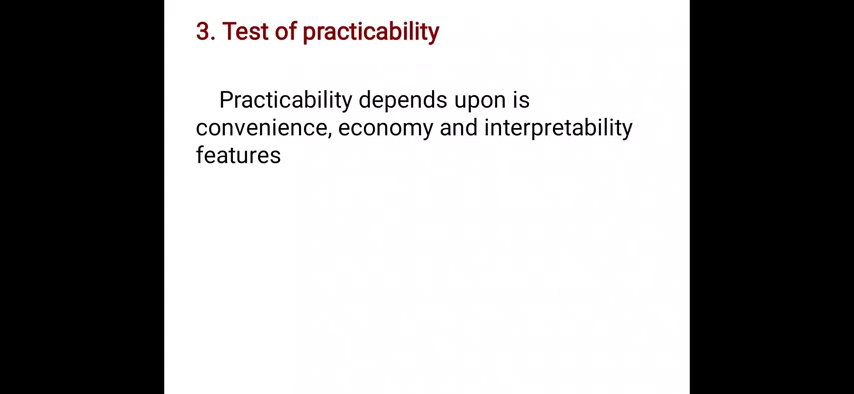 3. Test of practicability
Practicability depends upon is
convenience, economy and interpretability
features